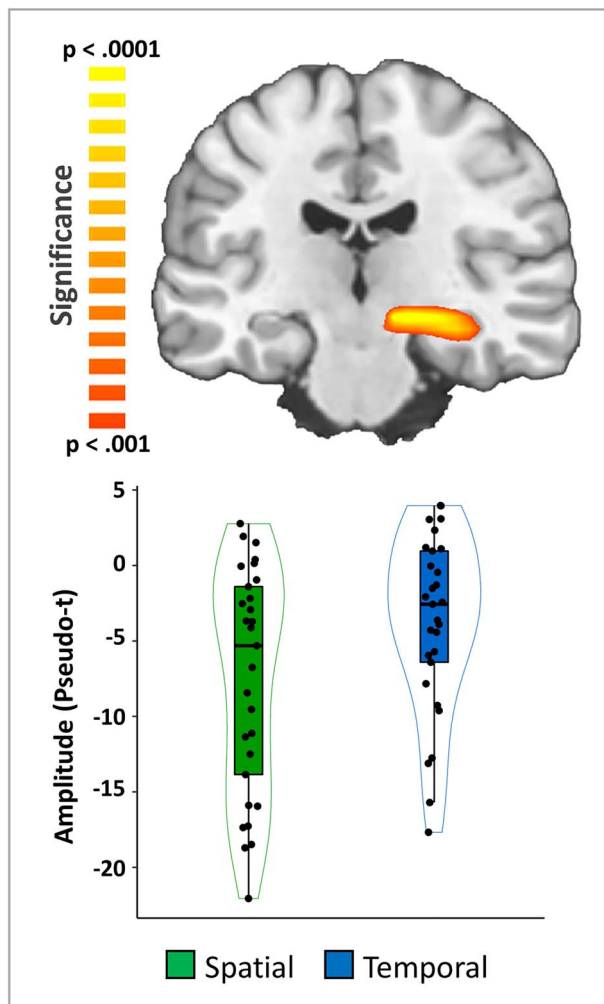 p < .0001
Significance
p < .001
5
0
-5
-10
-15
-20
Amplitude (Pseudo-t)
Spatial
Temporal